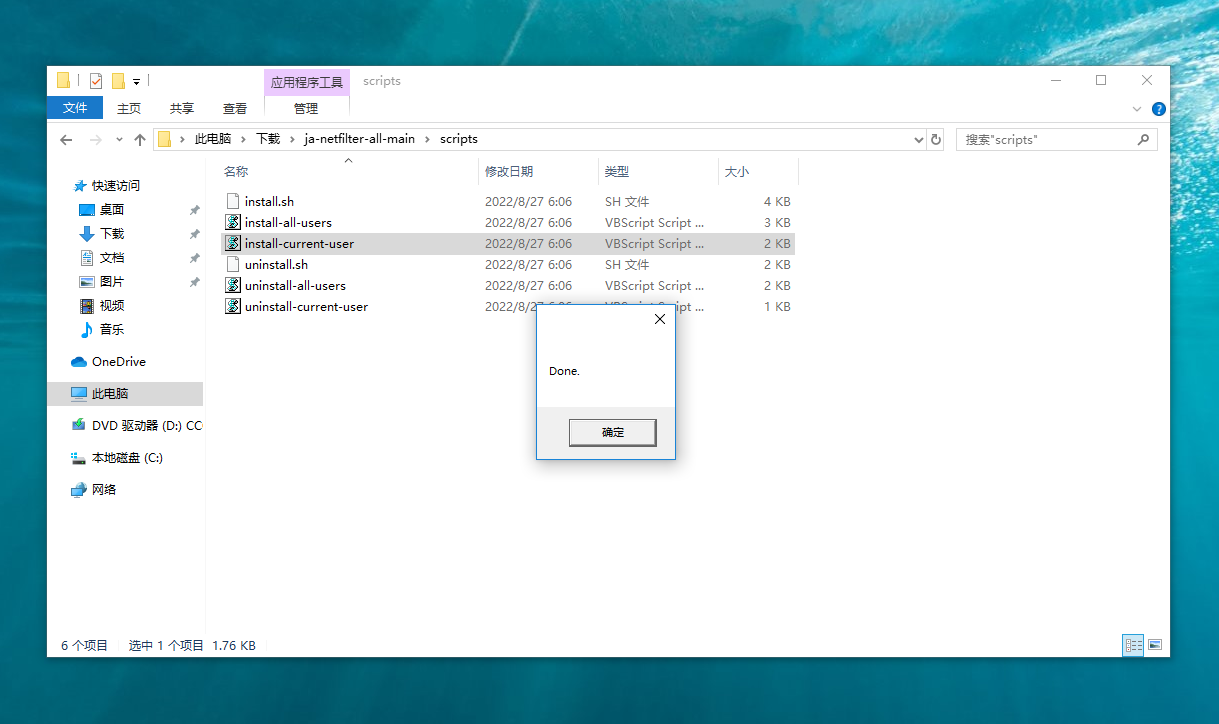 应用程序工具 scripts
文件 主页 共享 查看 管理
此电脑 下载 ja-netfilter-all-main scripts 搜索"scripts"
名称 修改日期 类型 大小
install.sh 2022/8/27 6:06 SH 文件 4 KB
install-all-users 2022/8/27 6:06 VBScript Script ... 3 KB
install-current-user 2022/8/27 6:06 VBScript Script ... 2 KB
uninstall.sh 2022/8/27 6:06 SH 文件 2 KB
uninstall-all-users 2022/8/27 6:06 VBScript Script ... 2 KB
uninstall-current-user 2022/8/27 6:06 VBScript Script ... 1 KB
快速访问
桌面
下载
文档
图片
视频
音乐
OneDrive
此电脑
DVD 驱动器 (D:) CC
本地磁盘 (C:)
网络
Done.
确定
6 个项目 选中 1 个项目 1.76 KB